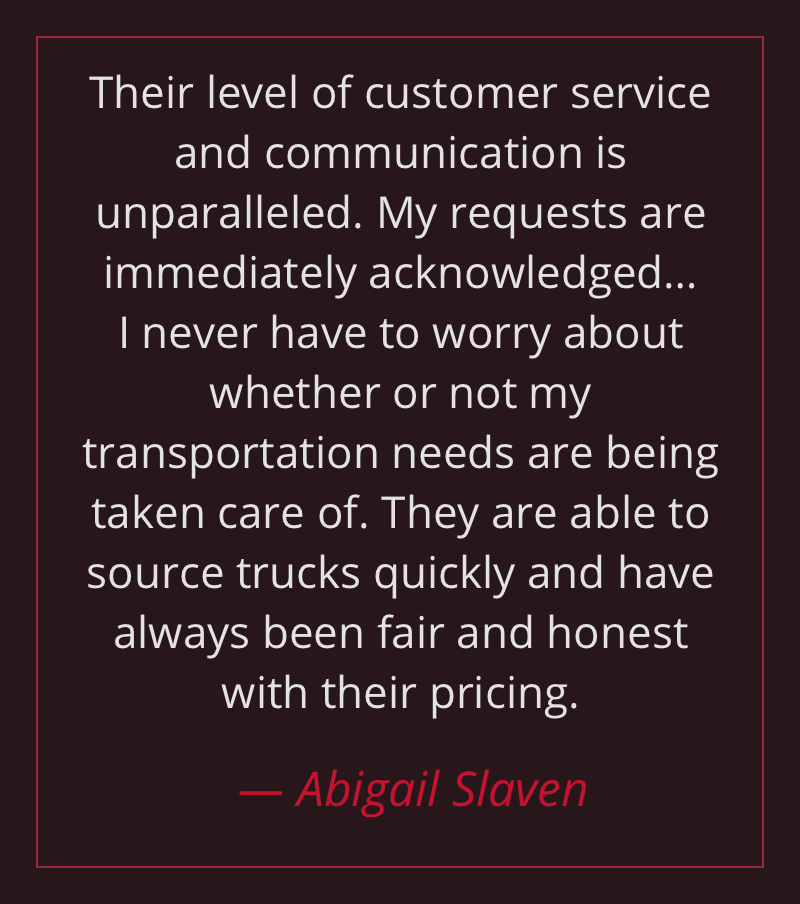 Their level of customer service
and communication is
unparalleled. My requests are
immediately acknowledged...
I never have to worry about
whether or not my
transportation needs are being
taken care of. They are able to
source trucks quickly and have
always been fair and honest
with their pricing.
— Abigail Slaven